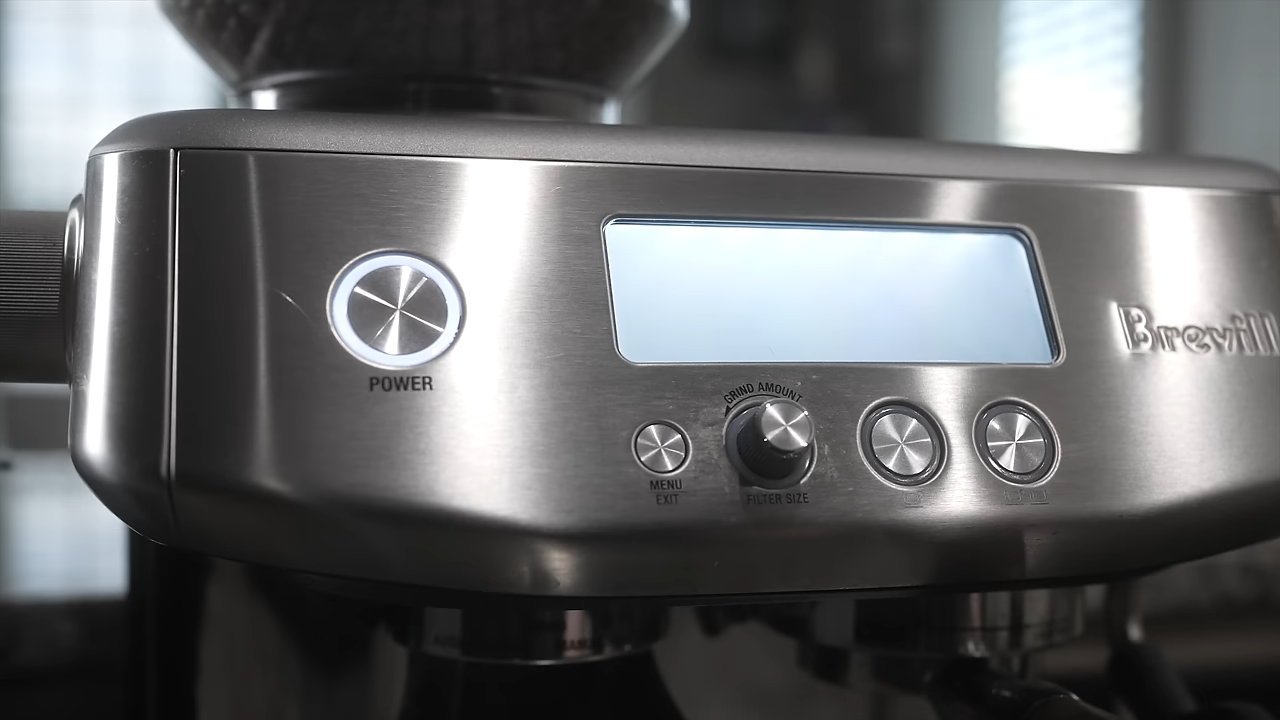 Brevill
POWER
GRIND AMOUNT
MENU
EXIT
FILTER SIZE